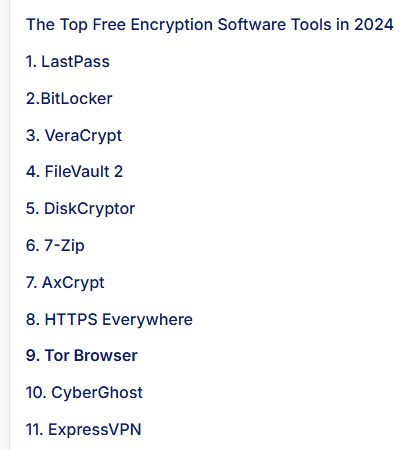 The Top Free Encryption Software Tools in 2024
1. LastPass
2.BitLocker
3. VeraCrypt
4. FileVault 2
5. DiskCryptor
6. 7-Zip
7. AxCrypt
8. HTTPS Everywhere
9. Tor Browser
10. CyberGhost
11. ExpressVPN